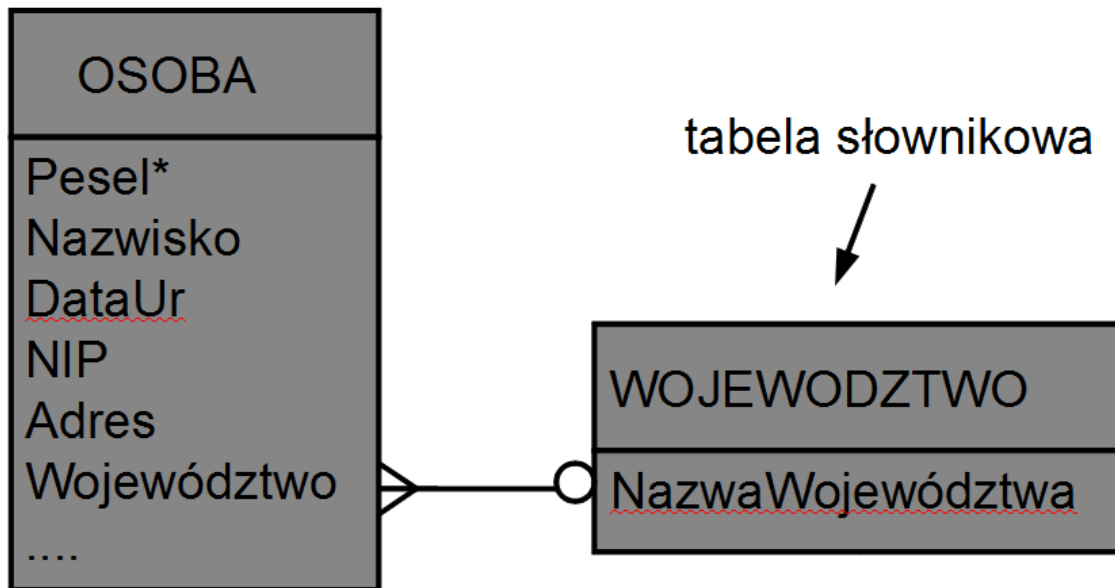 OSOBA
Pesel*
Nazwisko
DataUr
NIP
Adres
Województwo
....
tabela słownikowa
WOJEWODZTWO
NazwaWojewództwa